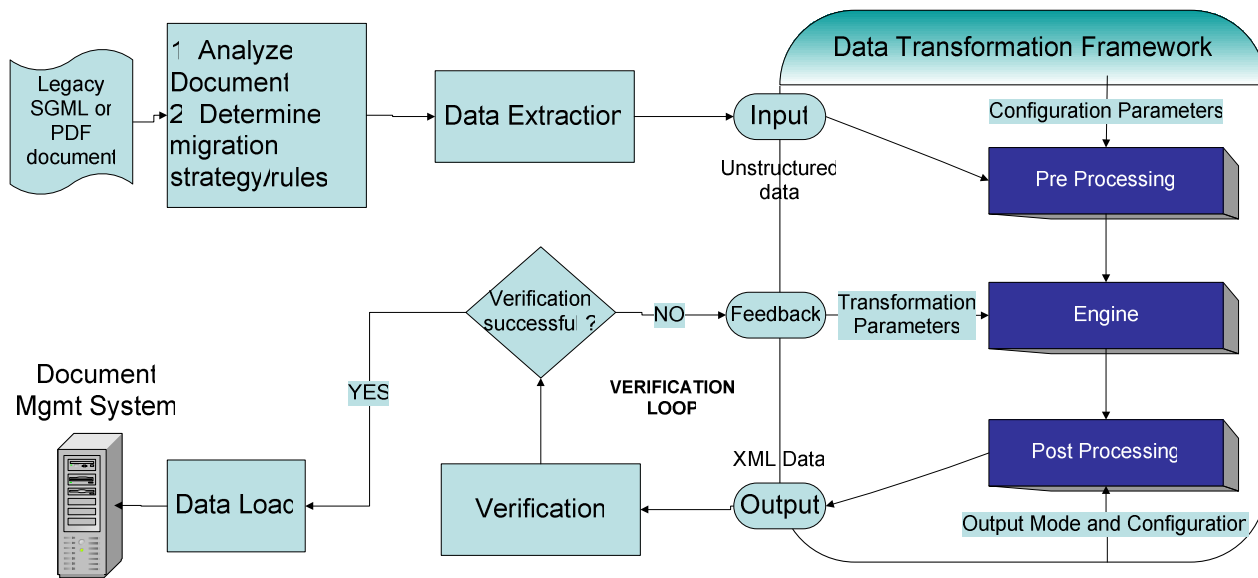 Data Transformation Framework
Legacy
SGML or
PDF
document
1 Analyze
Document
2 Determine
migration
strategy/rules
Data Extraction
Input
Unstructured
data
Configuration Parameters
Pre Processing
Verification
successful ?
NO
Feedback
Transformation
Parameters
Engine
YES
VERIFICATION
LOOP
Document
Mgmt System
Data Load
Verification
XML Data
Output
Post Processing
Output Mode and Configuration